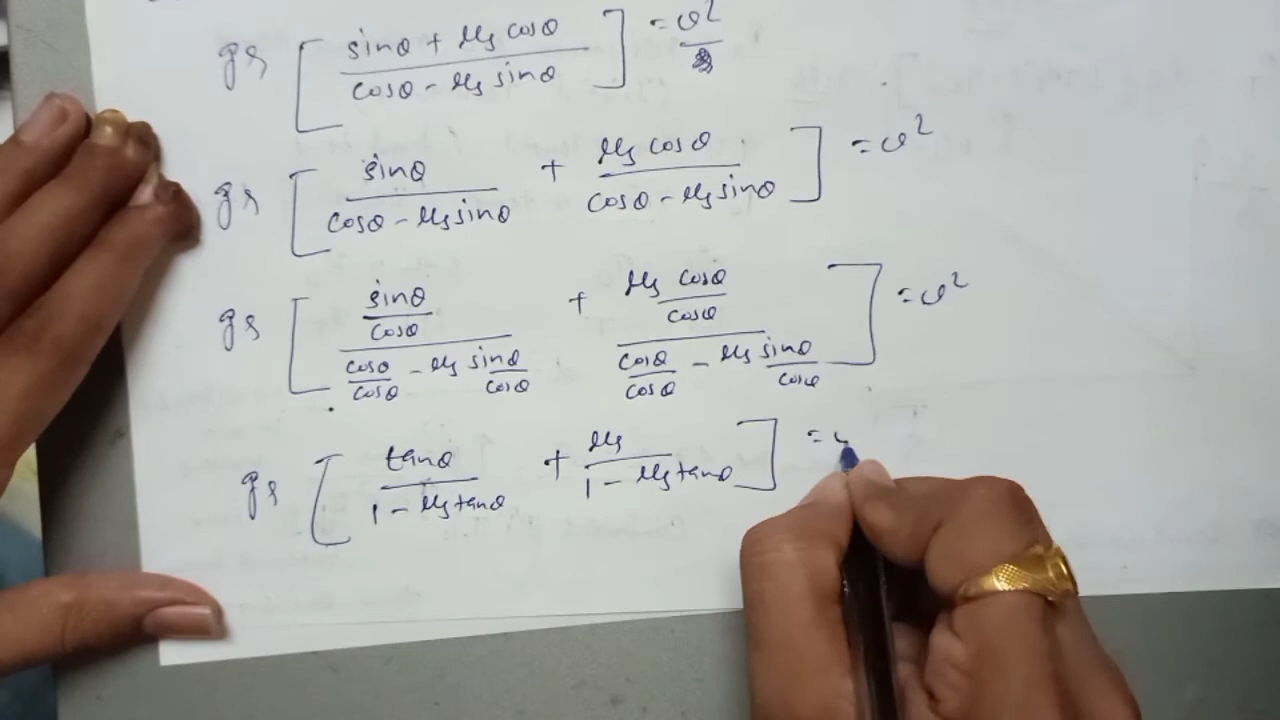 gr [ (sinθ + μs cosθ) / (cosθ - μs sinθ) ] = v²
gr [ sinθ / (cosθ - μs sinθ) + μs cosθ / (cosθ - μs sinθ) ] = v²
gr [ (sinθ/cosθ) / (cosθ/cosθ - μs sinθ/cosθ) + (μs cosθ/cosθ) / (cosθ/cosθ - μs sinθ/cosθ) ] = v²
gr [ tanθ / (1 - μs tanθ) + μs / (1 - μs tanθ) ] =